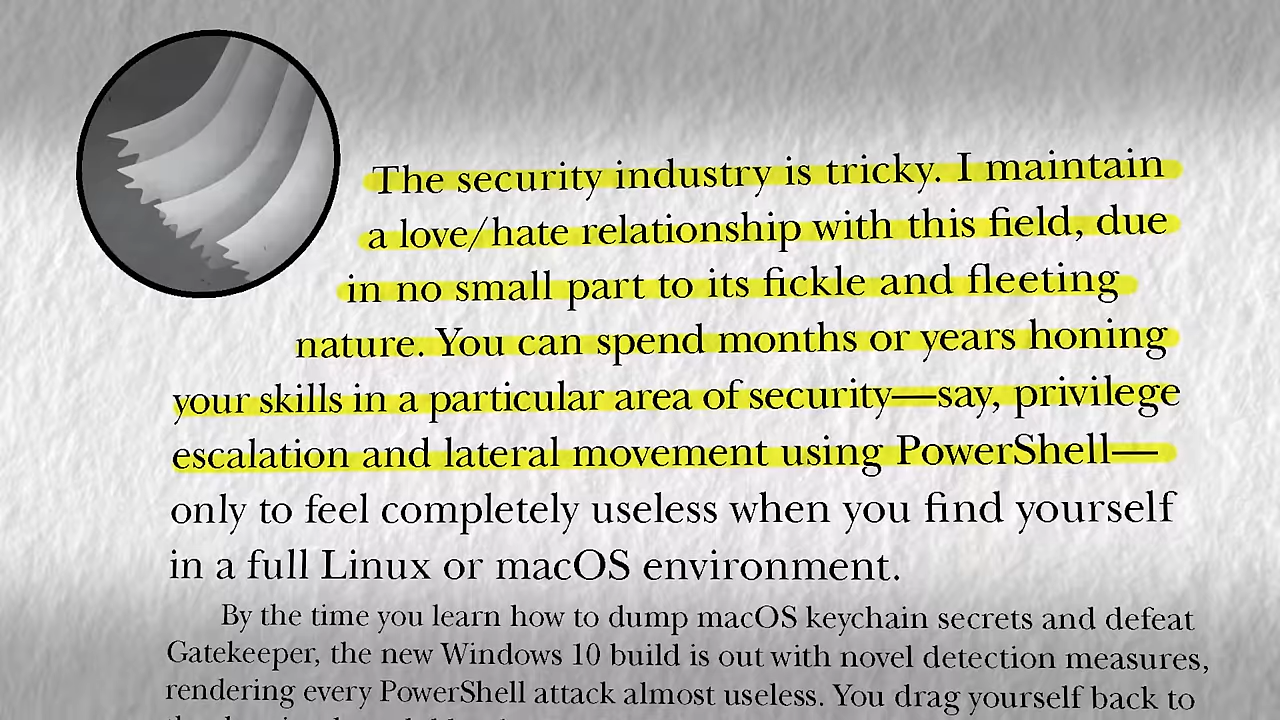 The security industry is tricky. I maintain
a love/hate relationship with this field, due
in no small part to its fickle and fleeting
nature. You can spend months or years honing
your skills in a particular area of security—say, privilege
escalation and lateral movement using PowerShell—
only to feel completely useless when you find yourself
in a full Linux or macOS environment.
By the time you learn how to dump macOS keychain secrets and defeat
Gatekeeper, the new Windows 10 build is out with novel detection measures,
rendering every PowerShell attack almost useless. You drag yourself back to